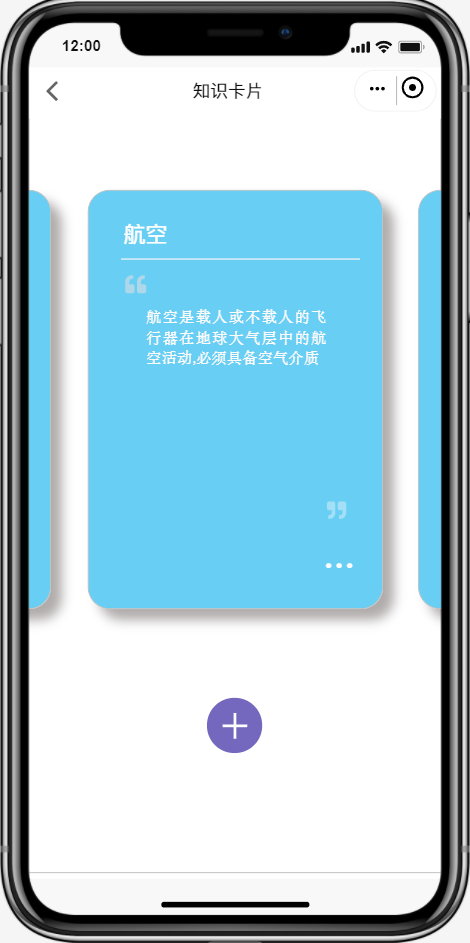 12:00
知识卡片
航空
“
航空是载人或不载人的飞
行器在地球大气层中的航
空活动,必须具备空气介质
”